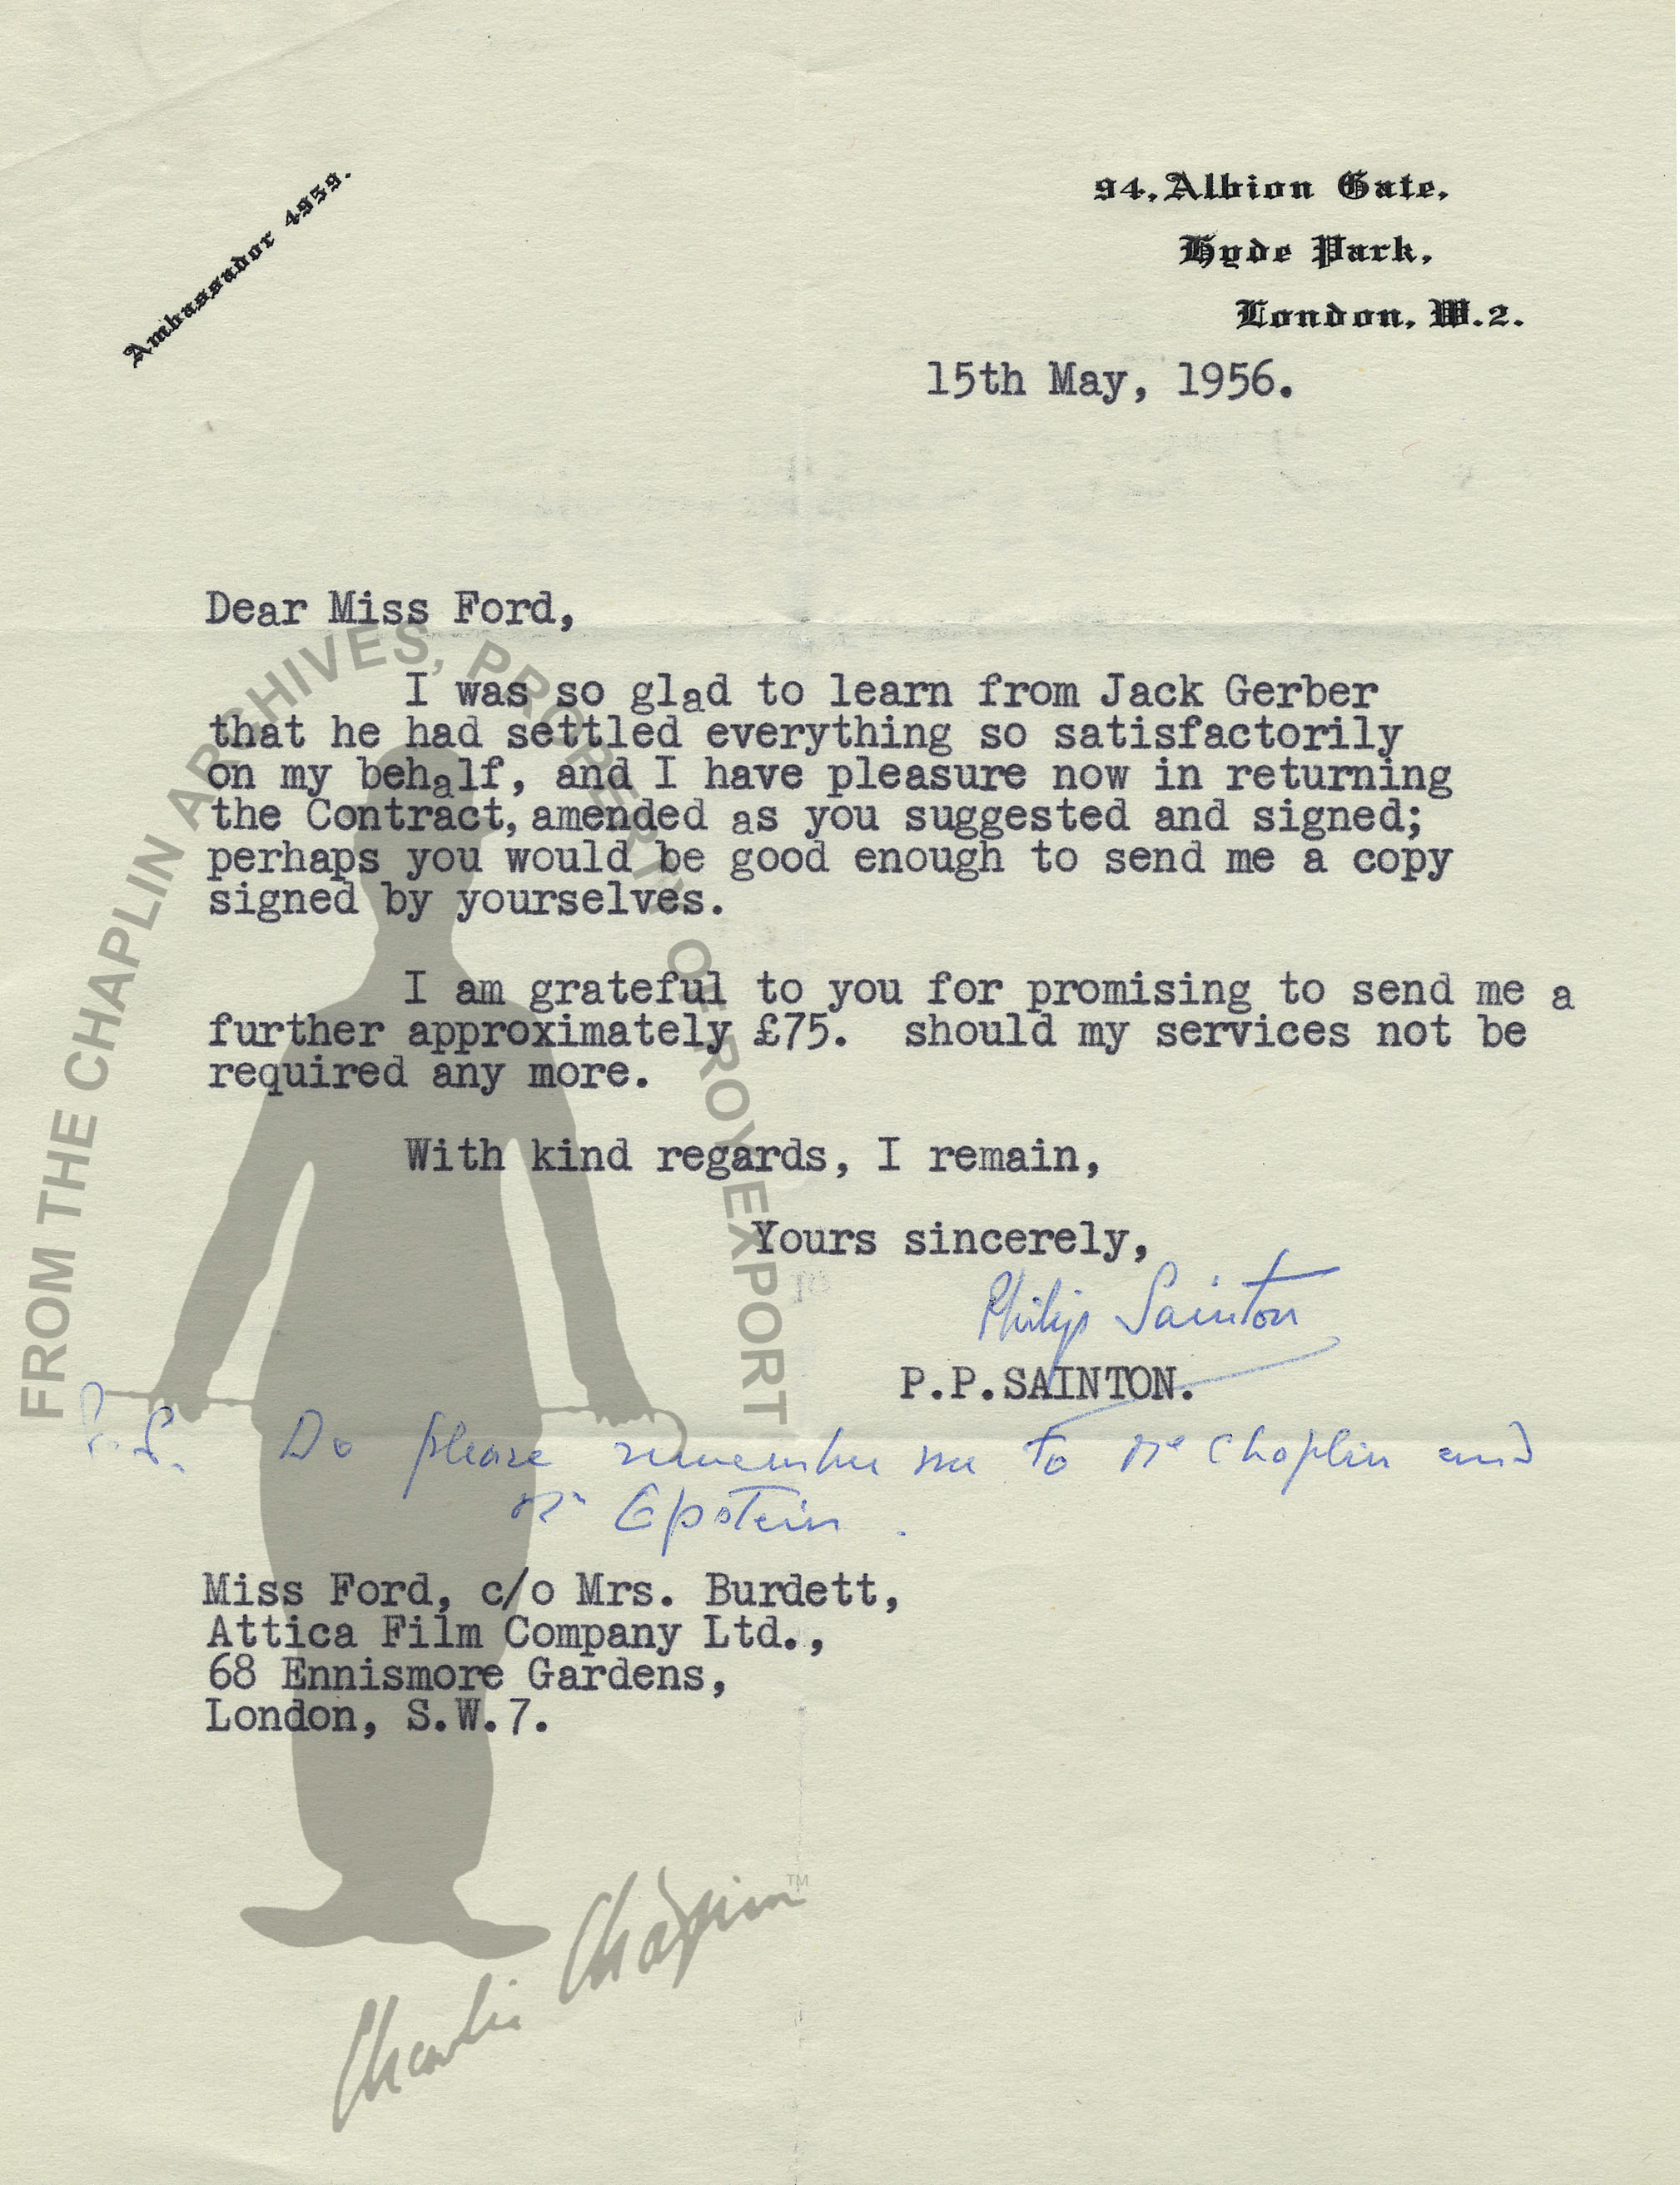 Ambassador 4959.
94, Albion Gate,
Hyde Park,
London, W.2.
15th May, 1956.
Dear Miss Ford,
I was so glad to learn from Jack Gerber
that he had settled everything so satisfactorily
on my behalf, and I have pleasure now in returning
the Contract, amended as you suggested and signed;
perhaps you would be good enough to send me a copy
signed by yourselves.
I am grateful to you for promising to send me a
further approximately £75.  should my services not be
required any more.
With kind regards, I remain,
Yours sincerely,
Philip Sainton
P.P.SAINTON.
P.S. Do please remember me to Mr Chaplin and
Mr Epstein.
Miss Ford, c/o Mrs. Burdett,
Attica Film Company Ltd.,
68 Ennismore Gardens,
London, S.W.7.
FROM THE CHAPLIN ARCHIVES, PROPERTY OF ROY EXPORT
Charlie Chaplin TM